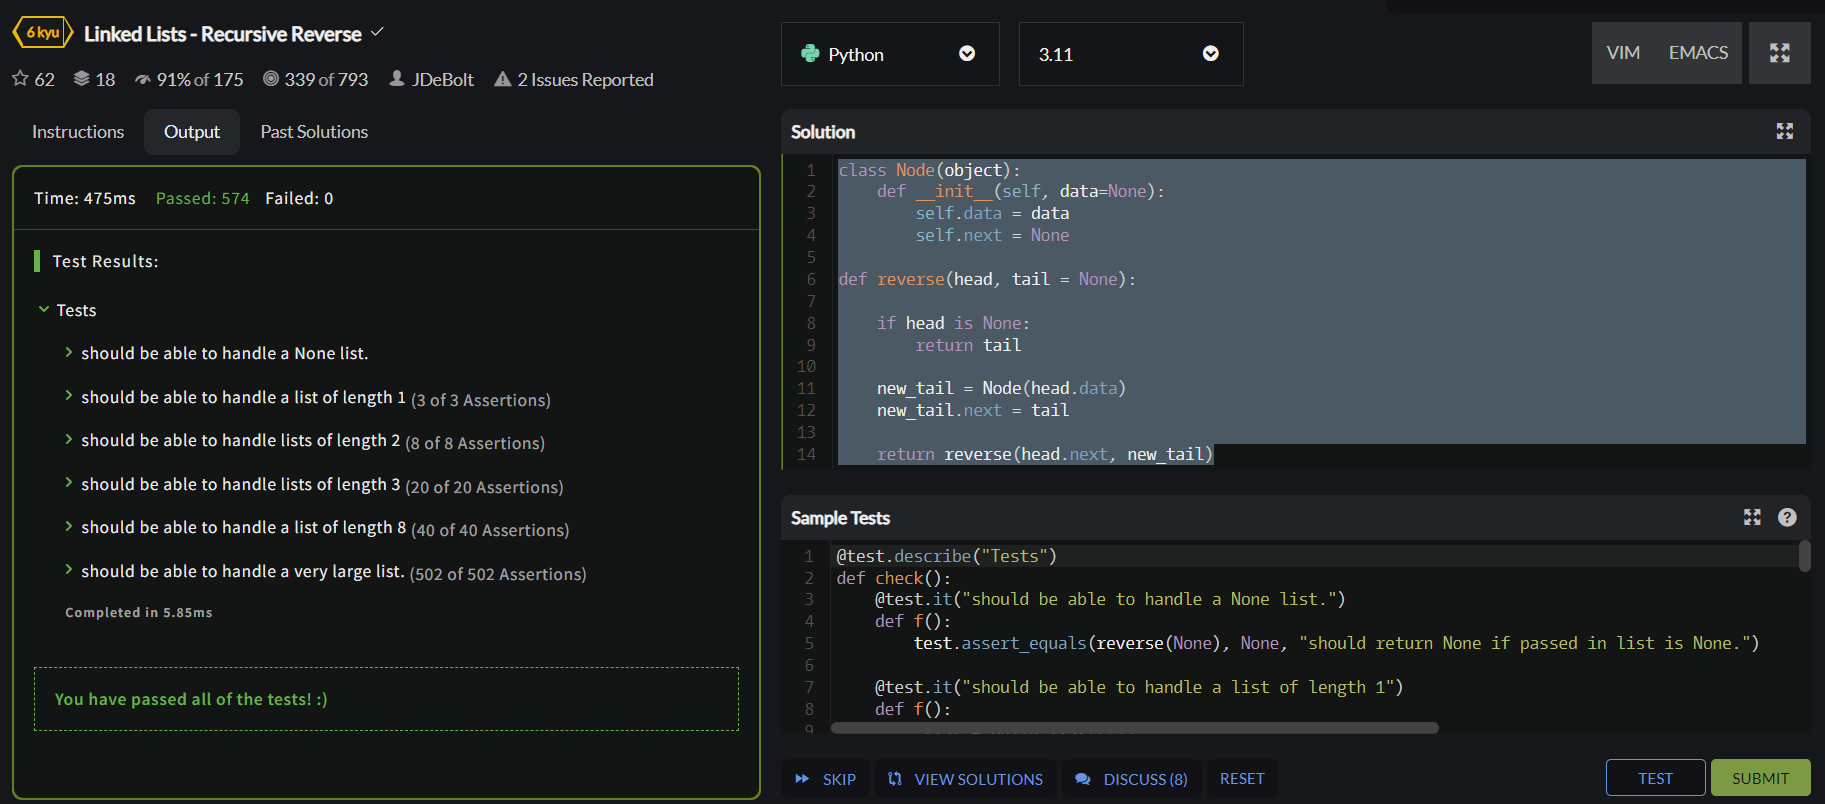 6 kyu
Linked Lists - Recursive Reverse
62 18 91% of 175 339 of 793 JDeBolt 2 Issues Reported
Instructions Output Past Solutions
Time: 475ms Passed: 574 Failed: 0
Test Results:
Tests
should be able to handle a None list.
should be able to handle a list of length 1 (3 of 3 Assertions)
should be able to handle lists of length 2 (8 of 8 Assertions)
should be able to handle lists of length 3 (20 of 20 Assertions)
should be able to handle a list of length 8 (40 of 40 Assertions)
should be able to handle a very large list. (502 of 502 Assertions)
Completed in 5.85ms
You have passed all of the tests! :)
Python 3.11 VIM EMACS
Solution
1 class Node(object):
2     def __init__(self, data=None):
3         self.data = data
4         self.next = None
5
6 def reverse(head, tail = None):
7
8     if head is None:
9         return tail
10
11     new_tail = Node(head.data)
12     new_tail.next = tail
13
14     return reverse(head.next, new_tail)
Sample Tests
1 @test.describe("Tests")
2 def check():
3     @test.it("should be able to handle a None list.")
4     def f():
5         test.assert_equals(reverse(None), None, "should return None if passed in list is None.")
6
7     @test.it("should be able to handle a list of length 1")
8     def f():
9
SKIP VIEW SOLUTIONS DISCUSS (8) RESET TEST SUBMIT